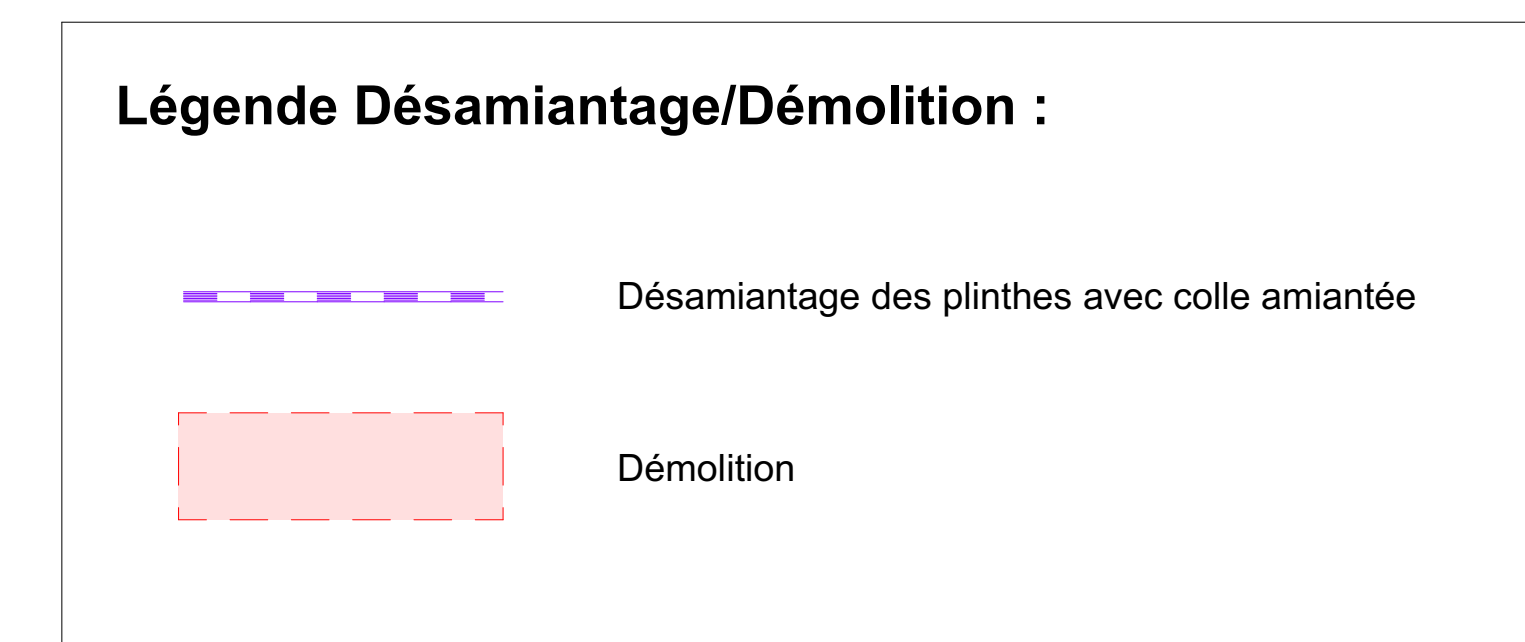 Légende Désamiantage/Démolition :
Désamiantage des plinthes avec colle amiantée
Démolition